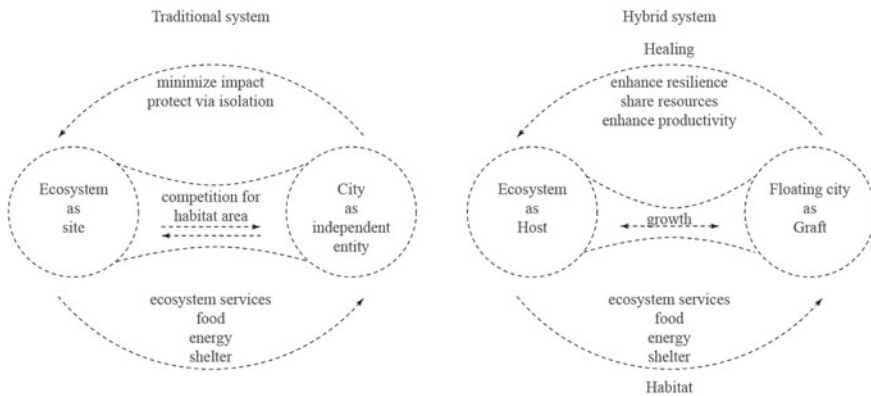 Traditional system
minimize impact
protect via isolation
Ecosystem
as
site
competition for
habitat area
City
as
independent
entity
ecosystem services
food
energy
shelter
Hybrid system
Healing
enhance resilience
share resources
enhance productivity
Ecosystem
as
Host
growth
Floating city
as
Graft
ecosystem services
food
energy
shelter
Habitat